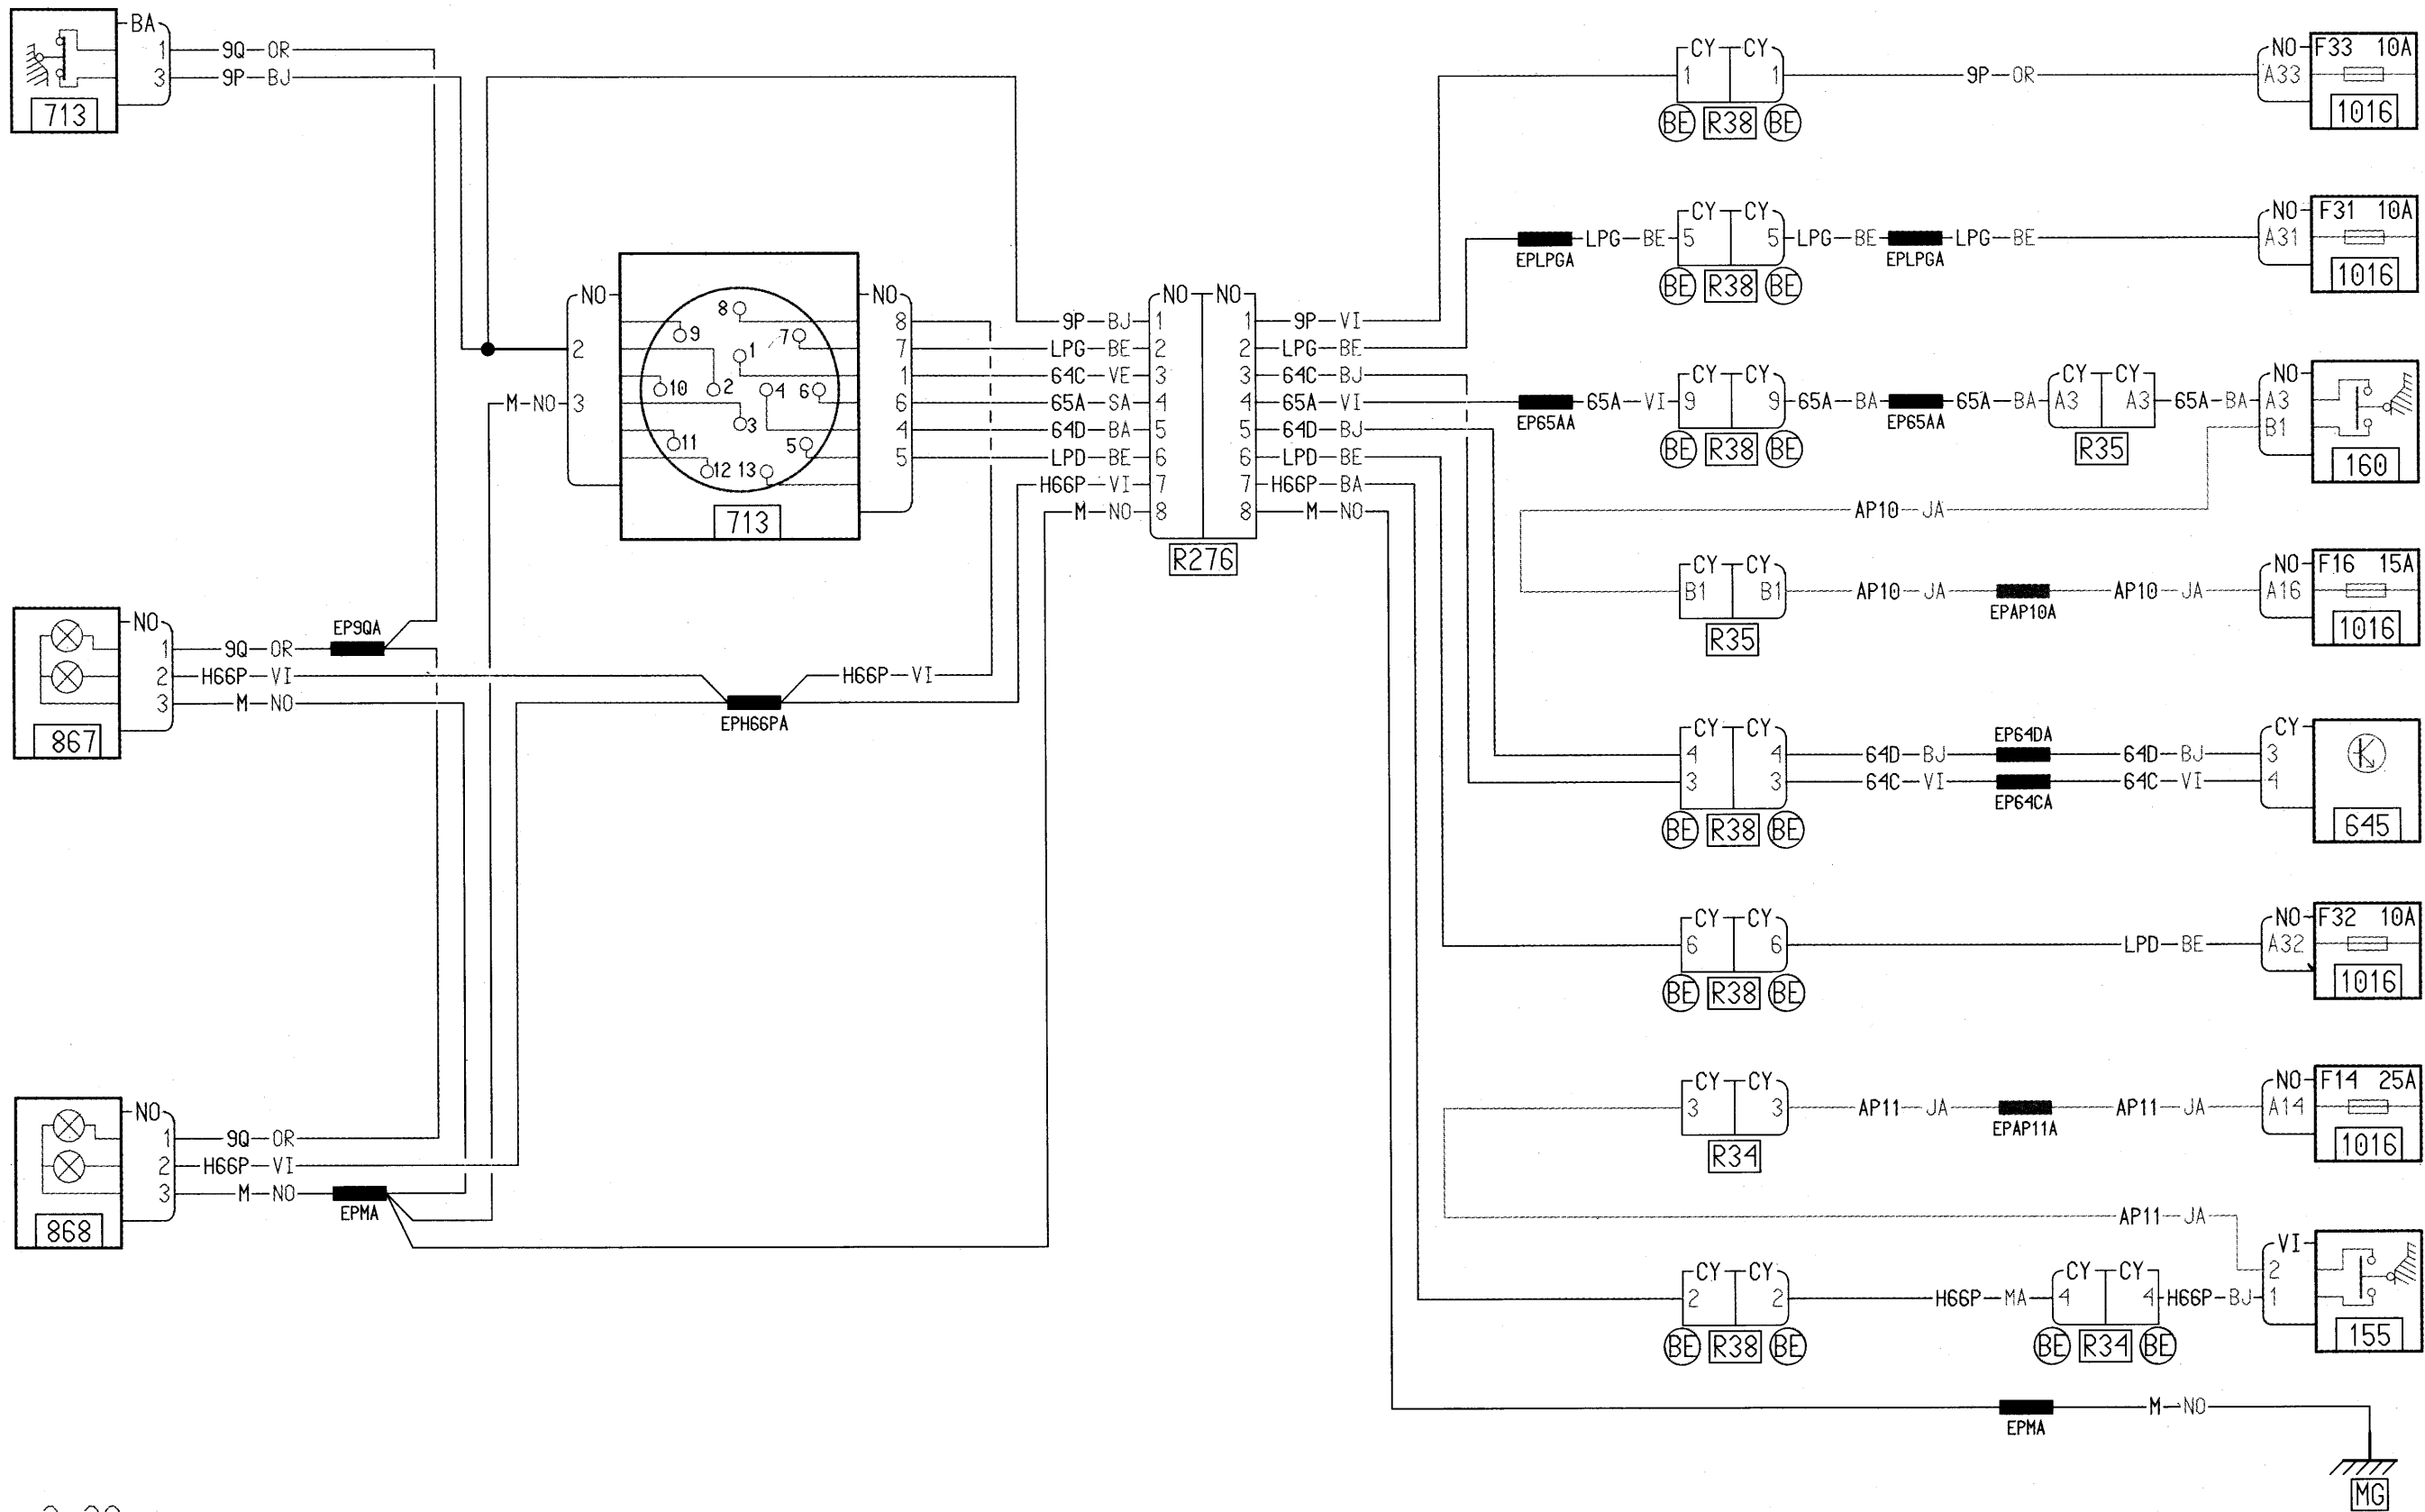 BA
1 9Q OR
3 9P BJ
713
CY CY
1 1 9P OR
BE R38 BE
NO F33 10A
A33
1016
EPLPGA LPG BE
CY CY
5 5 LPG BE EPLPGA LPG BE
BE R38 BE
NO F31 10A
A31
1016
NO
2
M NO 3
8 9 7 1 10 2 4 6 3 11 5 12 13
713
NO
8
7
1
6
4
5
NO NO
9P BJ 1 1 9P VI
LPG BE 2 2 LPG BE
64C VE 3 3 64C BJ
65A SA 4 4 65A VI
64D BA 5 5 64D BJ
LPD BE 6 6 LPD BE
H66P VI 7 7 H66P BA
M NO 8 8 M NO
R276
EP65AA 65A VI
CY CY
9 9 65A BA EP65AA 65A BA
BE R38 BE
CY CY
A3 A3 65A BA
R35
NO
A3
B1
160
AP10 JA
CY CY
B1 B1 AP10 JA EPAP10A AP10 JA
R35
NO F16 15A
A16
1016
NO
1 9Q OR EP9QA
2 H66P VI
3 M NO
867
H66P VI
EPH66PA
CY CY
4 4 64D BJ EP64DA 64D BJ
3 3 64C VI EP64CA 64C VI
BE R38 BE
CY
3
4
645
CY CY
6 6 LPD BE
BE R38 BE
NO F32 10A
A32
1016
NO
1 9Q OR
2 H66P VI
3 M NO EPMA
868
CY CY
3 3 AP11 JA EPAP11A AP11 JA
R34
NO F14 25A
A14
1016
AP11 JA
CY CY
2 2 H66P MA
BE R38 BE
CY CY
4 4 H66P BJ
BE R34 BE
VI
2
1
155
EPMA M NO
MG